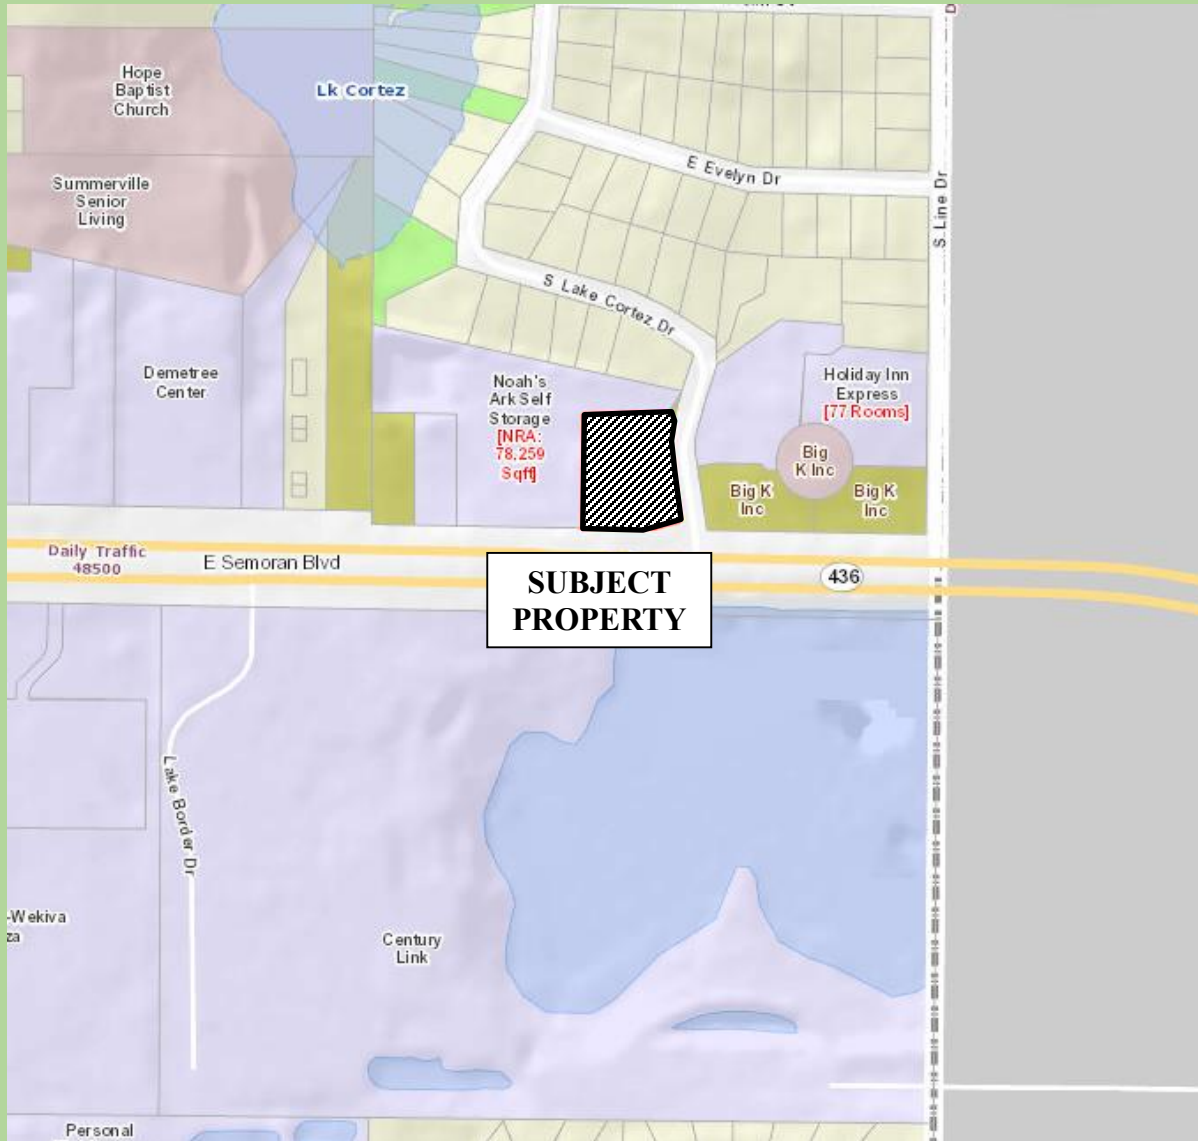 Hope
Baptist
Church
Lk Cortez
E Evelyn Dr
S Line Dr
Summerville
Senior
Living
S Lake Cortez Dr
Demetree
Center
Noah's
Ark Self
Storage
[NRA:
78,259
Sqft]
Holiday Inn
Express
[77 Rooms]
Big
K Inc
Big K
Inc
Big K
Inc
Daily Traffic
48500
E Semoran Blvd
436
SUBJECT
PROPERTY
Lake Border Dr
-Wekiva
za
Century
Link
Personal